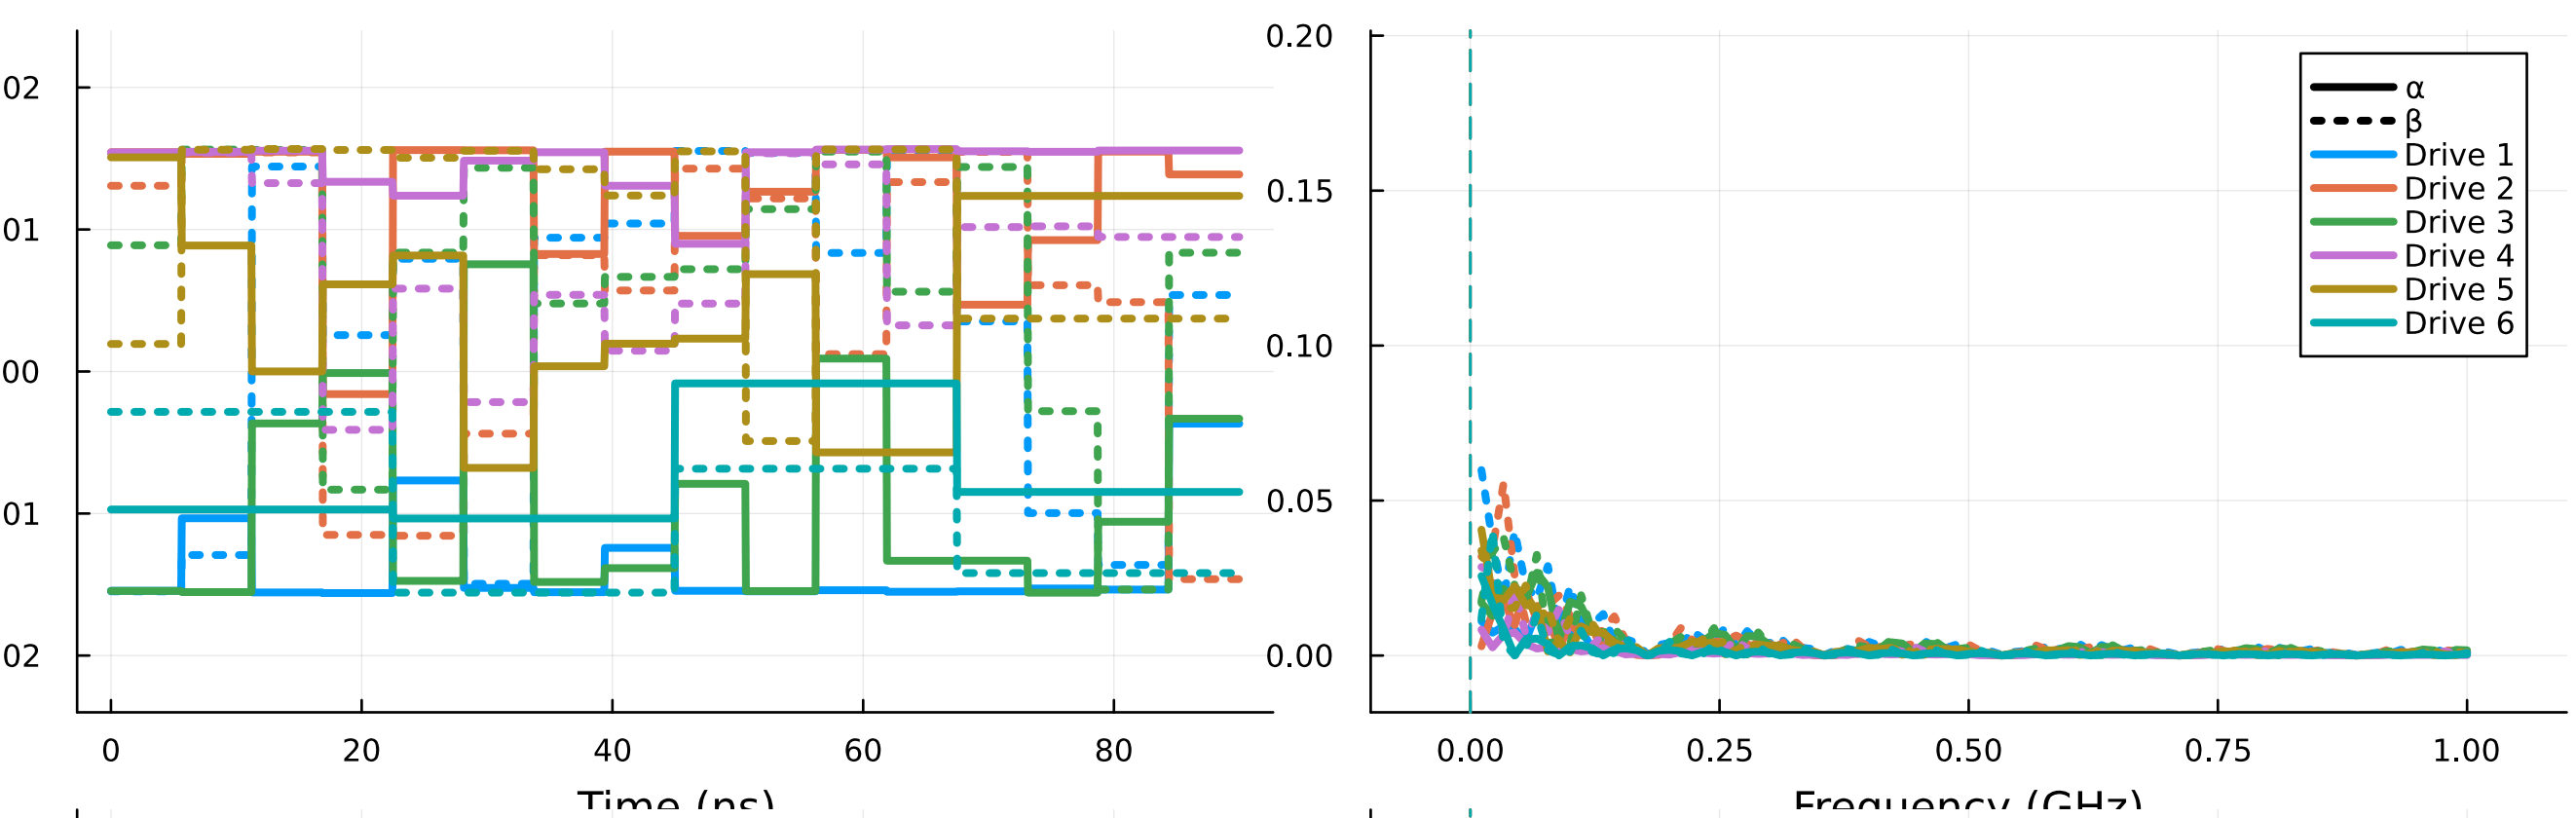 02
01
00
01
02
0 20 40 60 80
Time (ns)
0.20
0.15
0.10
0.05
0.00
0.00 0.25 0.50 0.75 1.00
Frequency (GHz)
α
β
Drive 1
Drive 2
Drive 3
Drive 4
Drive 5
Drive 6